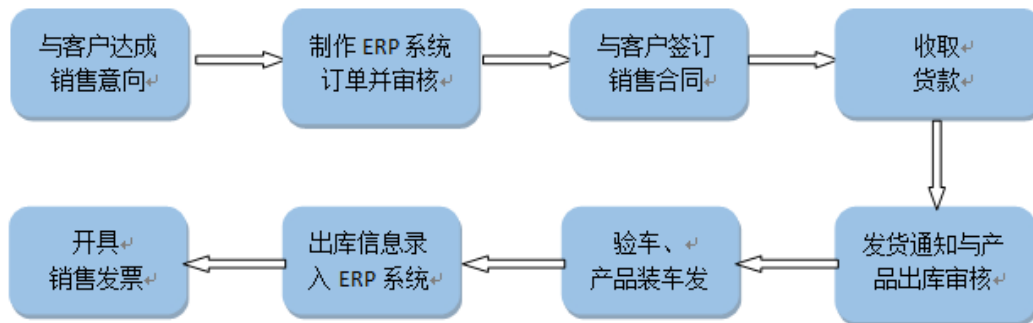 与客户达成
销售意向
制作 ERP 系统
订单并审核
与客户签订
销售合同
收取
货款
发货通知与产
品出库审核
验车、
产品装车发
出库信息录
入 ERP 系统
开具
销售发票